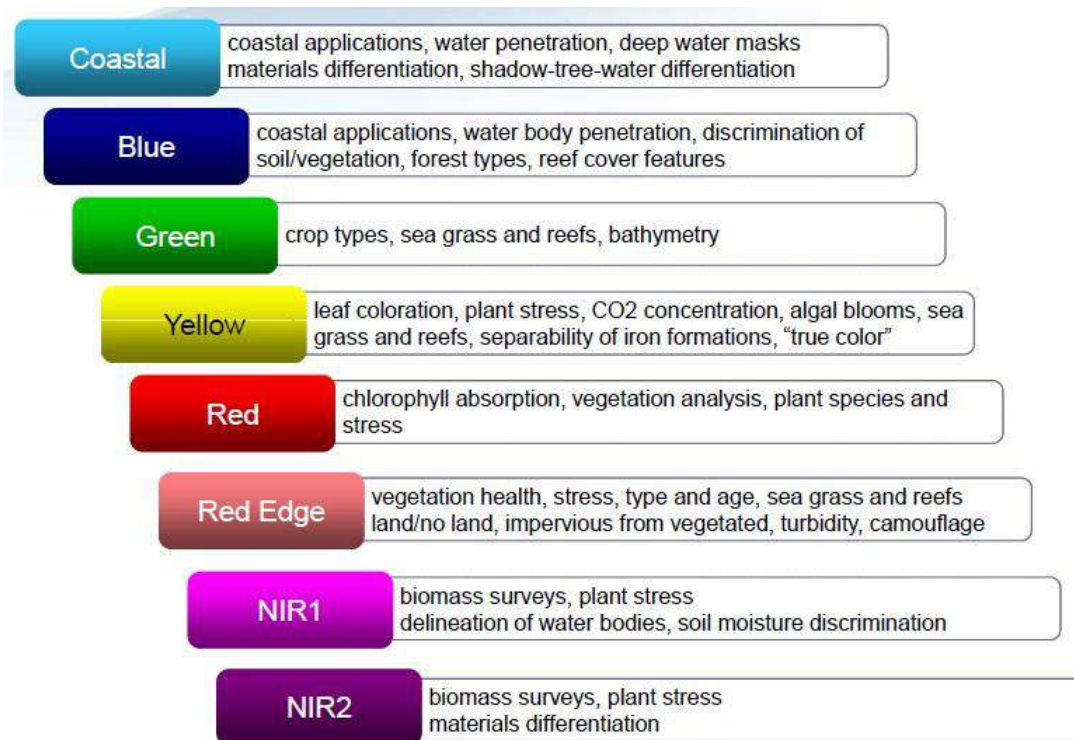 Coastal
coastal applications, water penetration, deep water masks
materials differentiation, shadow-tree-water differentiation
Blue
coastal applications, water body penetration, discrimination of
soil/vegetation, forest types, reef cover features
Green
crop types, sea grass and reefs, bathymetry
Yellow
leaf coloration, plant stress, CO2 concentration, algal blooms, sea
grass and reefs, separability of iron formations, “true color”
Red
chlorophyll absorption, vegetation analysis, plant species and
stress
Red Edge
vegetation health, stress, type and age, sea grass and reefs
land/no land, impervious from vegetated, turbidity, camouflage
NIR1
biomass surveys, plant stress
delineation of water bodies, soil moisture discrimination
NIR2
biomass surveys, plant stress
materials differentiation